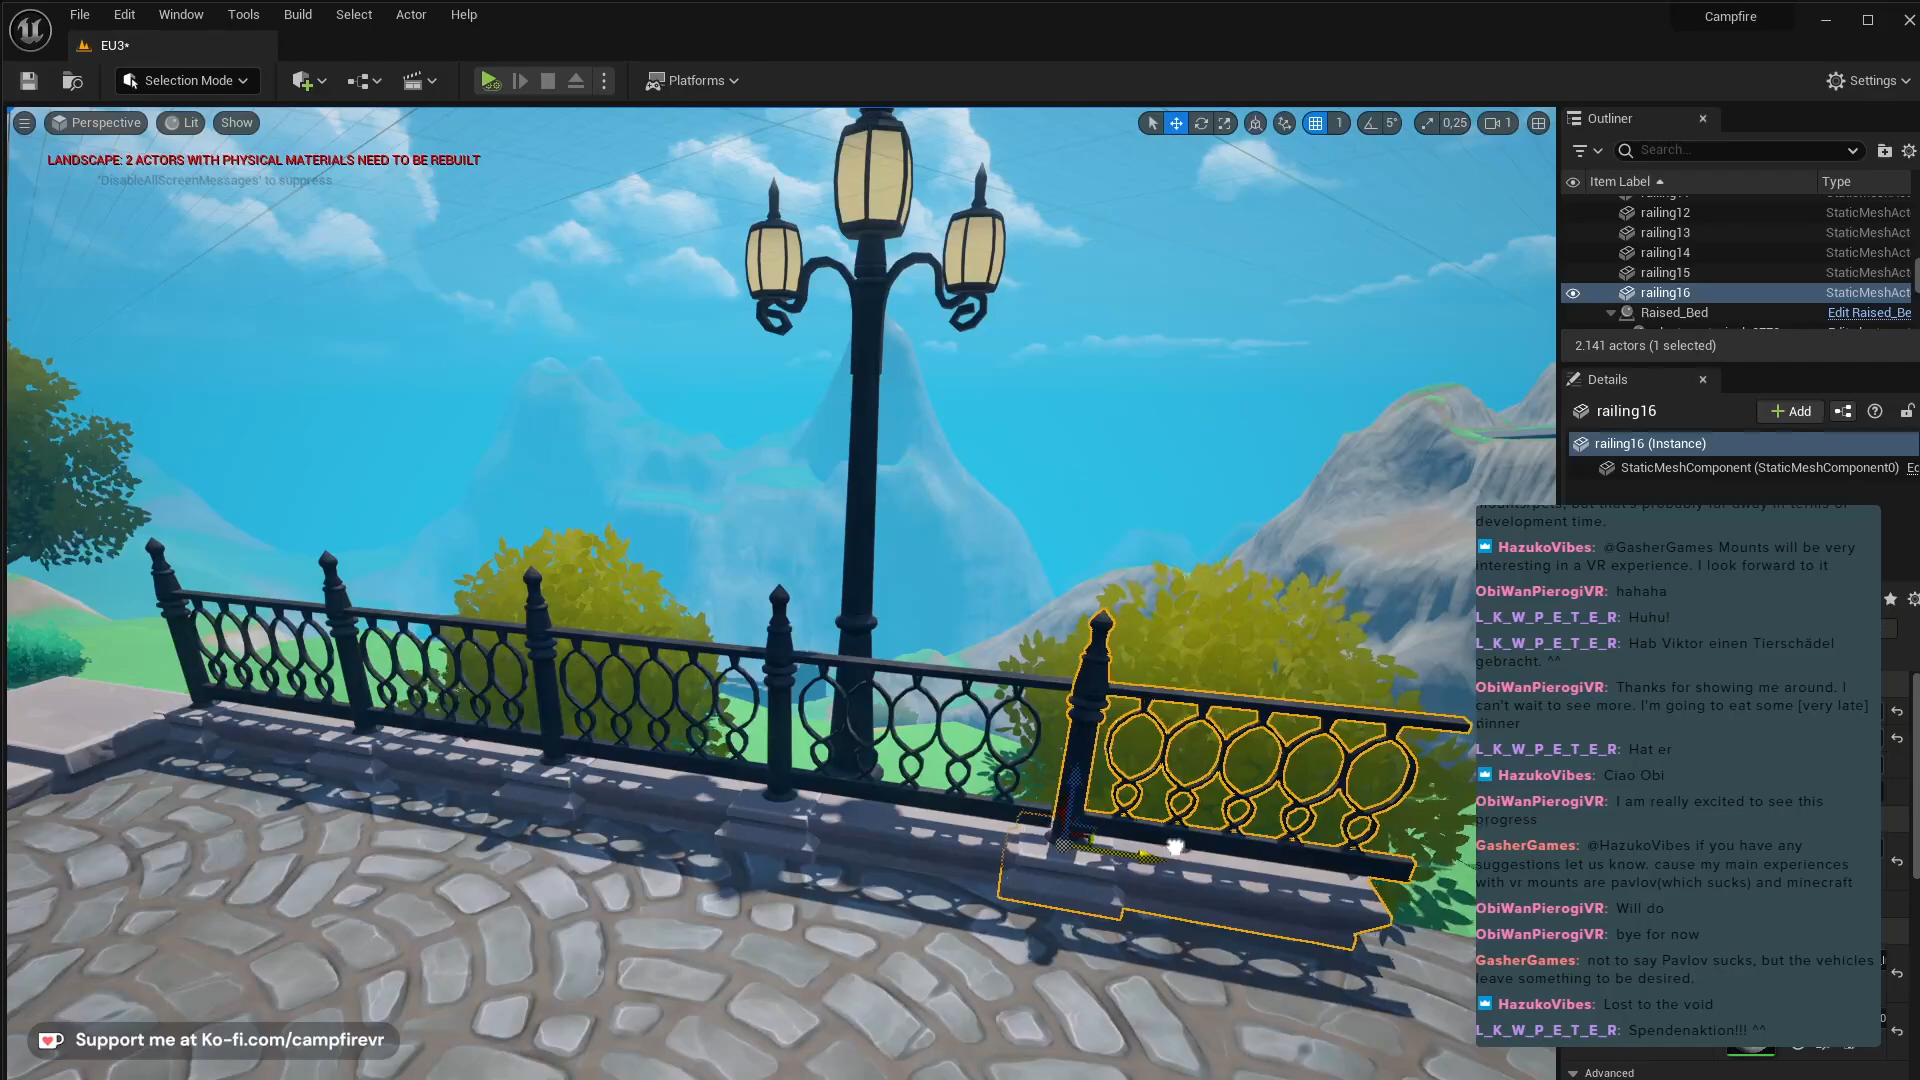 File Edit Window Tools Build Select Actor Help
Campfire
EU3*
Selection Mode
Platforms
Settings
Perspective Lit Show
1 5° 0,25 1
LANDSCAPE: 2 ACTORS WITH PHYSICAL MATERIALS NEED TO BE REBUILT
'DisableAllScreenMessages' to suppress
Outliner
Search...
Item Label Type
railing12 StaticMeshAct
railing13 StaticMeshAct
railing14 StaticMeshAct
railing15 StaticMeshAct
railing16 StaticMeshAct
Raised_Bed Edit Raised_Be
2.141 actors (1 selected)
Details
railing16
Add
railing16 (Instance)
StaticMeshComponent (StaticMeshComponent0) Ed
development time.
HazukoVibes: @GasherGames Mounts will be very
interesting in a VR experience. I look forward to it
ObiWanPierogiVR: hahaha
L_K_W_P_E_T_E_R: Huhu!
L_K_W_P_E_T_E_R: Hab Viktor einen Tierschädel
gebracht. ^^
ObiWanPierogiVR: Thanks for showing me around. I
can't wait to see more. I'm going to eat some [very late]
dinner
L_K_W_P_E_T_E_R: Hat er
HazukoVibes: Ciao Obi
ObiWanPierogiVR: I am really excited to see this
progress
GasherGames: @HazukoVibes if you have any
suggestions let us know. cause my main experiences
with vr mounts are pavlov(which sucks) and minecraft
ObiWanPierogiVR: Will do
ObiWanPierogiVR: bye for now
GasherGames: not to say Pavlov sucks, but the vehicles
leave something to be desired.
HazukoVibes: Lost to the void
L_K_W_P_E_T_E_R: Spendenaktion!!! ^^
Support me at Ko-fi.com/campfirevr
Advanced